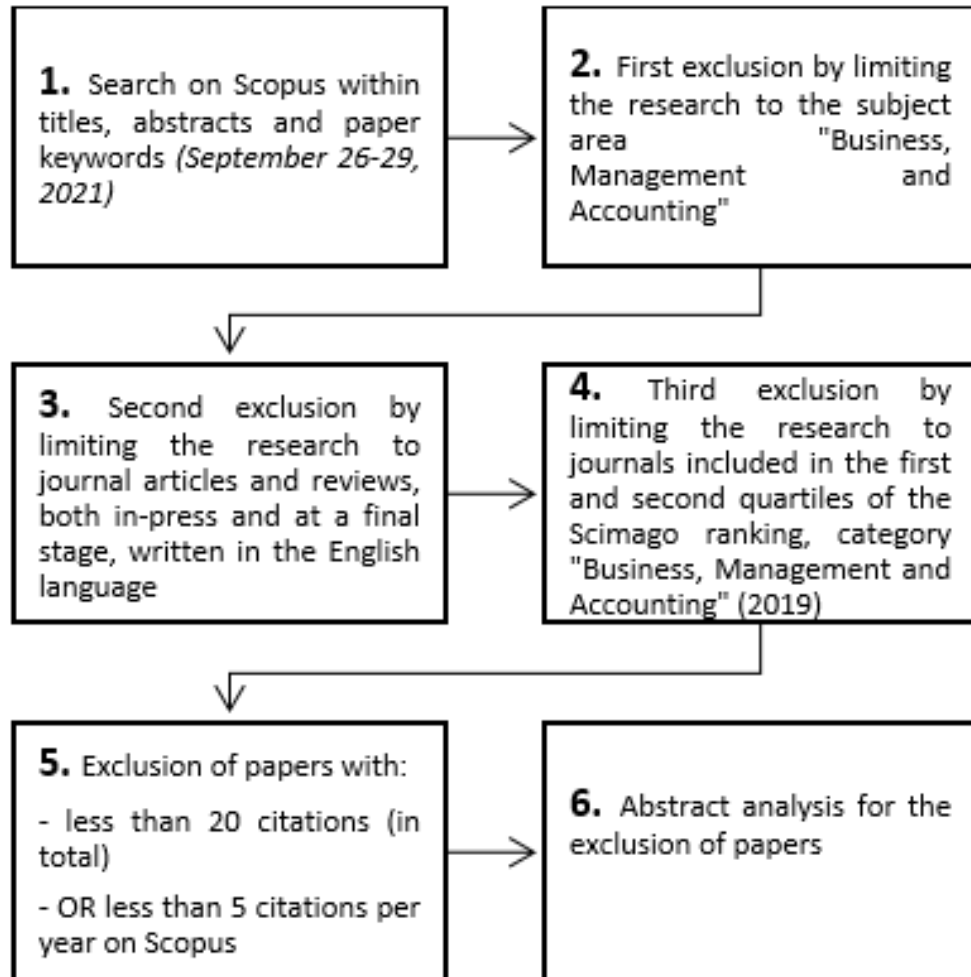 1. Search on Scopus within
titles, abstracts and paper
keywords (September 26-29,
2021)
2. First exclusion by limiting
the research to the subject
area "Business,
Management and
Accounting"
3. Second exclusion by
limiting the research to
journal articles and reviews,
both in-press and at a final
stage, written in the English
language
4. Third exclusion by
limiting the research to
journals included in the first
and second quartiles of the
Scimago ranking, category
"Business, Management and
Accounting" (2019)
5. Exclusion of papers with:
- less than 20 citations (in
total)
- OR less than 5 citations per
year on Scopus
6. Abstract analysis for the
exclusion of papers